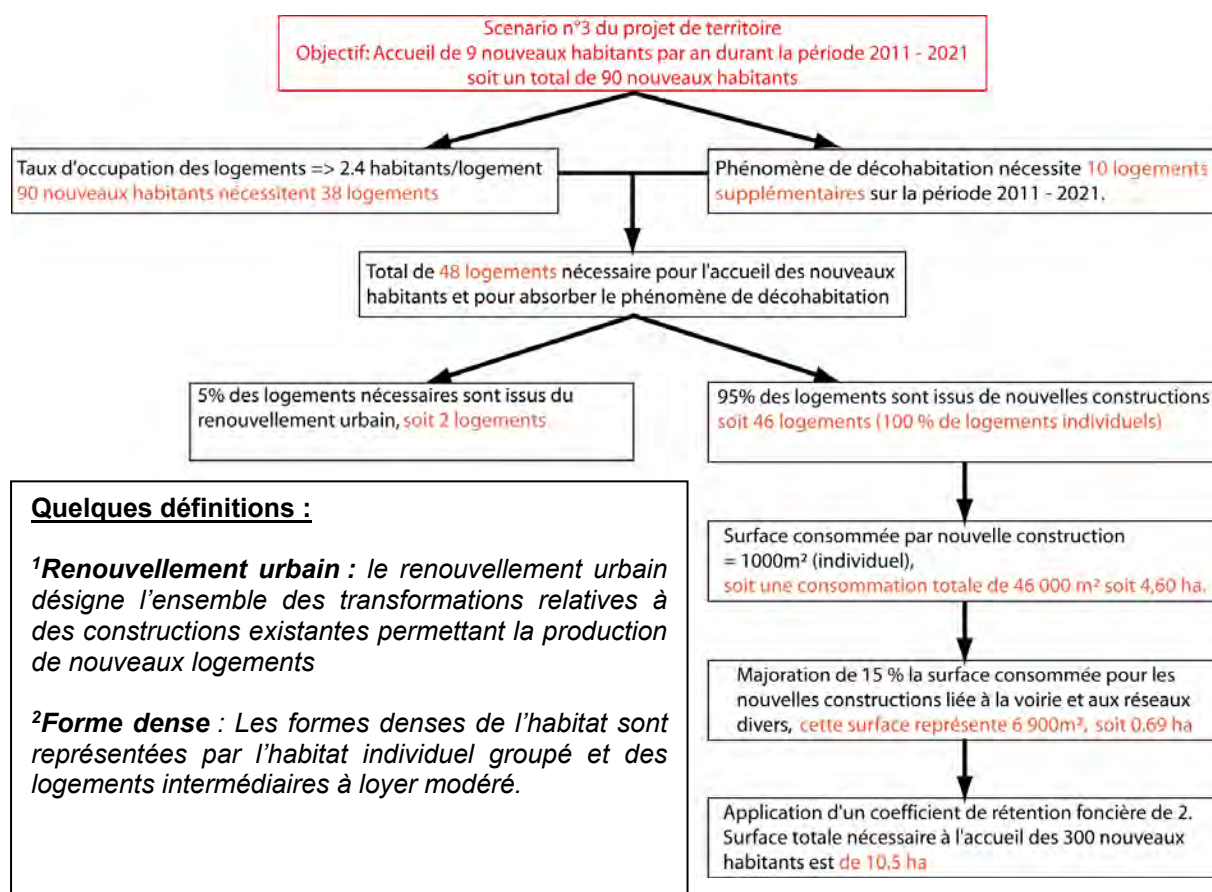 Scenario n°3 du projet de territoire
Objectif: Accueil de 9 nouveaux habitants par an durant la période 2011 - 2021
soit un total de 90 nouveaux habitants
Taux d'occupation des logements => 2.4 habitants/logement
90 nouveaux habitants nécessitent 38 logements
Phénomène de décohabitation nécessite 10 logements
supplémentaires sur la période 2011 - 2021.
Total de 48 logements nécessaire pour l'accueil des nouveaux
habitants et pour absorber le phénomène de décohabitation
5% des logements nécessaires sont issus du
renouvellement urbain, soit 2 logements
95% des logements sont issus de nouvelles constructions
soit 46 logements (100 % de logements individuels)
Quelques définitions :
¹Renouvellement urbain : le renouvellement urbain
désigne l'ensemble des transformations relatives à
des constructions existantes permettant la production
de nouveaux logements
²Forme dense : Les formes denses de l'habitat sont
représentées par l'habitat individuel groupé et des
logements intermédiaires à loyer modéré.
Surface consommée par nouvelle construction
= 1000m² (individuel),
soit une consommation totale de 46 000 m² soit 4,60 ha.
Majoration de 15 % la surface consommée pour les
nouvelles constructions liée à la voirie et aux réseaux
divers, cette surface représente 6 900m², soit 0.69 ha
Application d'un coefficient de rétention foncière de 2.
Surface totale nécessaire à l'accueil des 300 nouveaux
habitants est de 10.5 ha